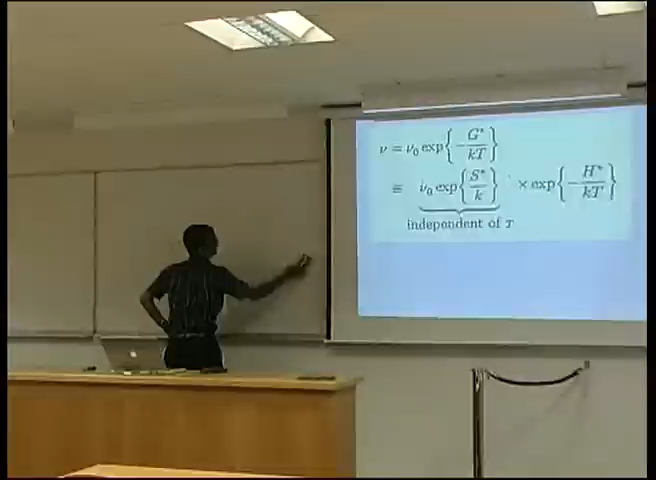 ν = ν₀ exp{ − G* / kT }
≡ ν₀ exp{ S* / k } × exp{ − H* / kT }
independent of T